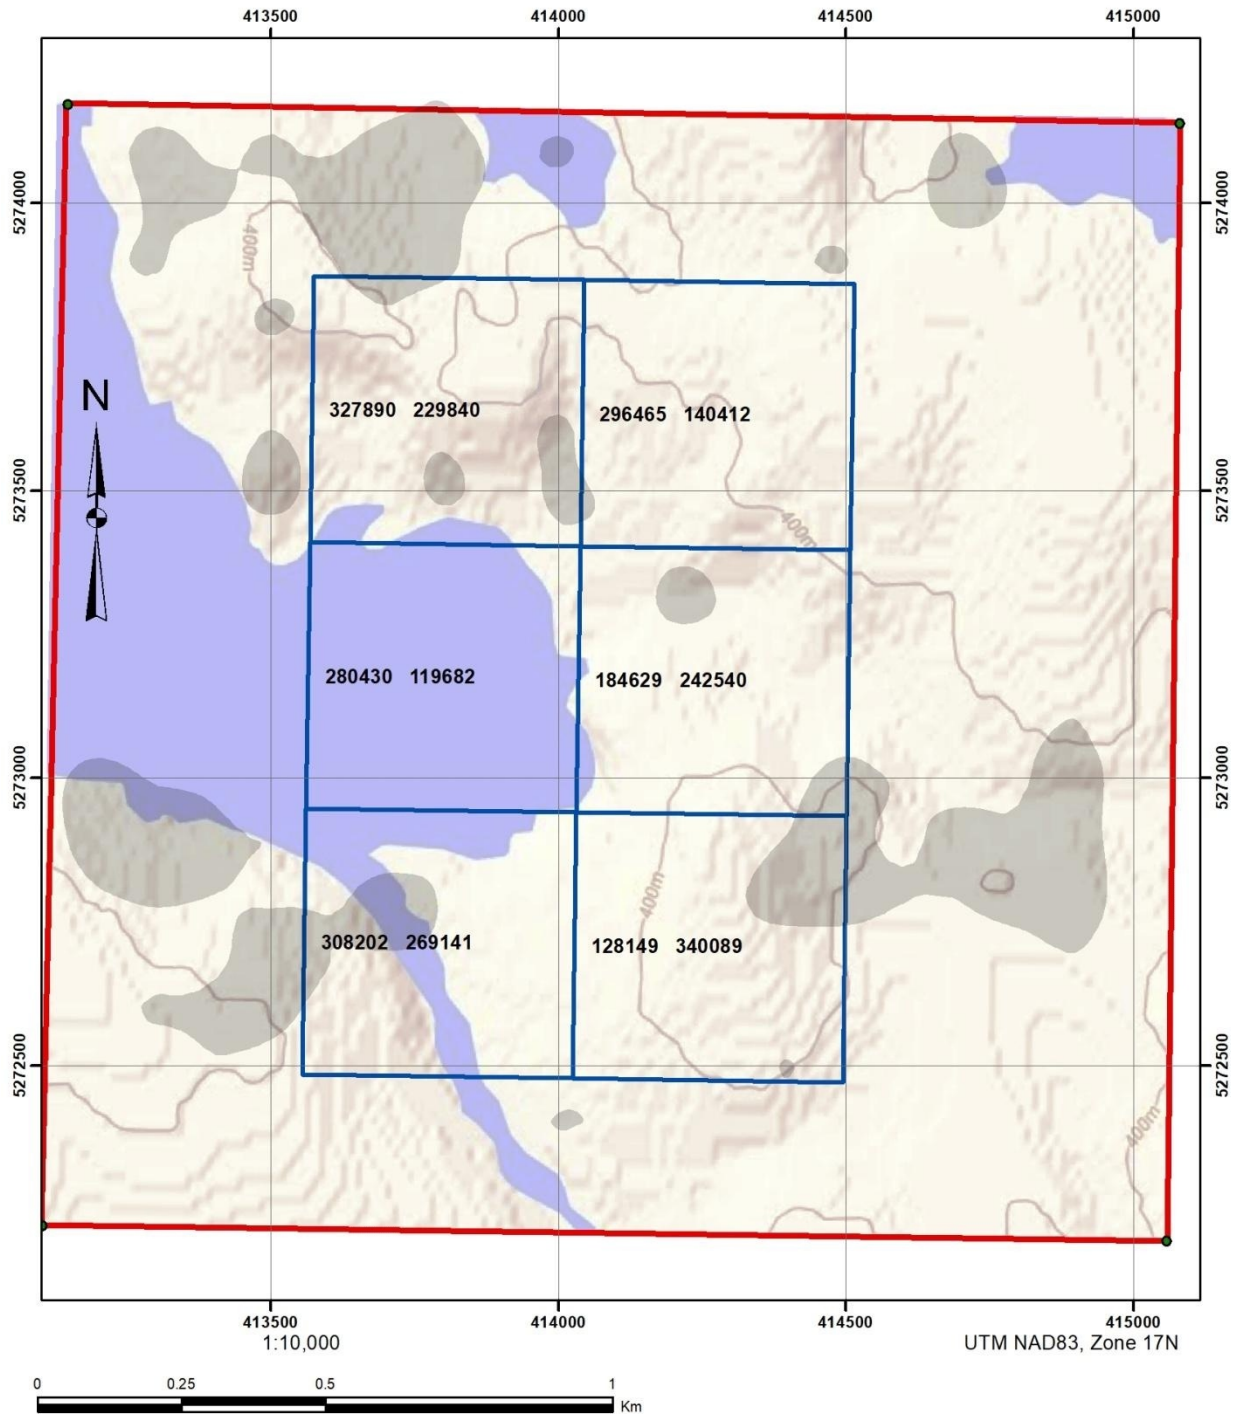 413500 414000 414500 415000
5274000 5274000
400m
N
327890 229840 296465 140412
5273500 5273500
400m
280430 119682 184629 242540
5273000 5273000
400m
308202 269141 128149 340089
5272500 5272500
400m
413500 414000 414500 415000
1:10,000 UTM NAD83, Zone 17N
0 0.25 0.5 1
Km